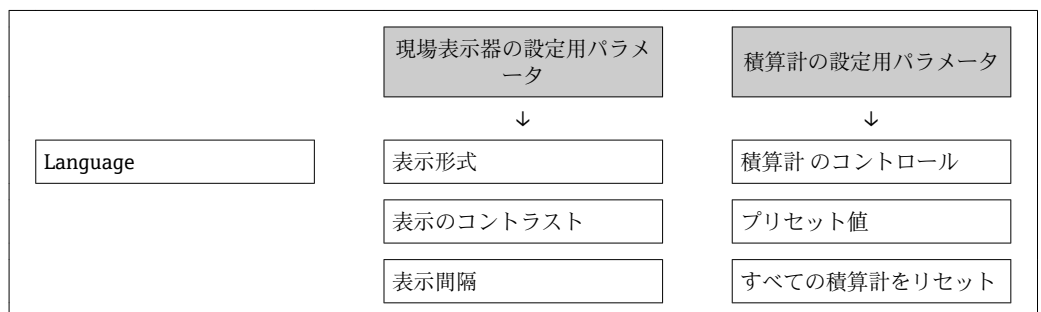 現場表示器の設定用パラメ
ータ
積算計の設定用パラメータ
↓
↓
Language
表示形式
積算計 のコントロール
表示のコントラスト
プリセット値
表示間隔
すべての積算計をリセット